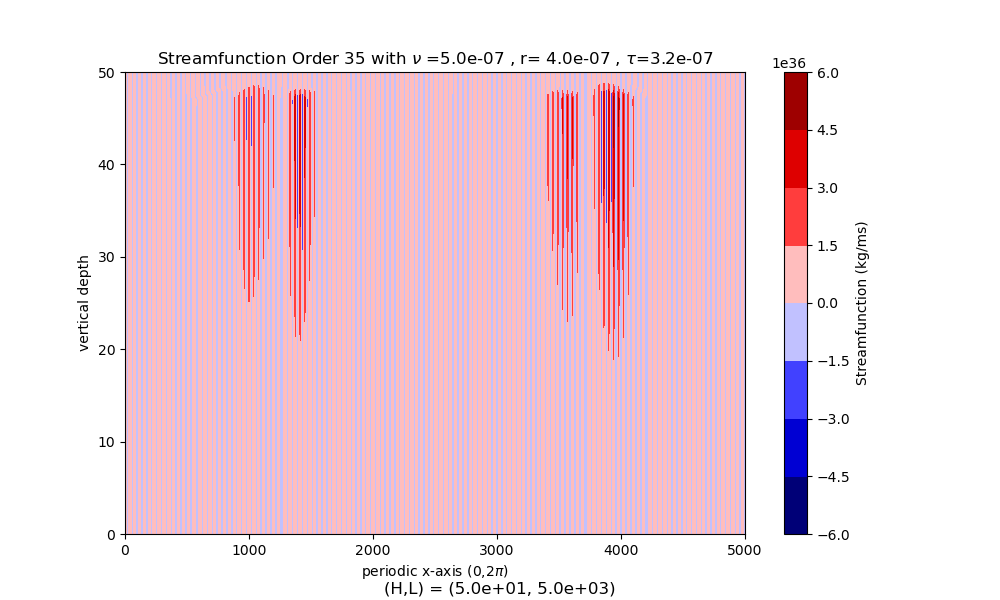 Streamfunction Order 35 with ν =5.0e-07 , r= 4.0e-07 , τ=3.2e-07
1e36
50
40
30
20
10
0
vertical depth
0 1000 2000 3000 4000 5000
periodic x-axis (0,2π)
(H,L) = (5.0e+01, 5.0e+03)
6.0
4.5
3.0
1.5
0.0
−1.5
−3.0
−4.5
−6.0
Streamfunction (kg/ms)